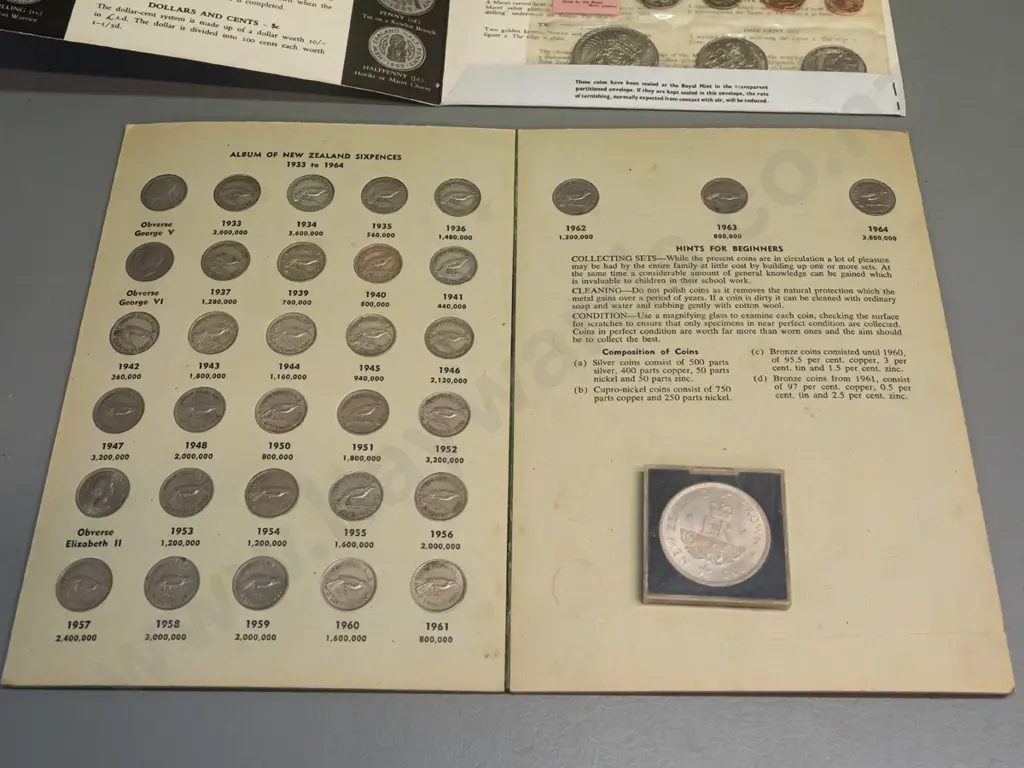 is completed.
DOLLARS AND CENTS - $c
The dollar-cent system is made up of a dollar worth 10/-
in £.s.d. The dollar is divided into 100 cents each worth
PENNY (1d)
Tui on a Kowhai Branch
HALFPENNY (½d)
Heitiki or Maori Charm
ONE CENT
These coins have been sealed at the Royal Mint in the transparent
partitioned envelope. If they are kept sealed in this envelope, the rate
of tarnishing, normally expected from contact with air, will be reduced.
ALBUM OF NEW ZEALAND SIXPENCES
1933 to 1964
Obverse
George V
1933
3,000,000
1934
3,600,000
1935
560,000
1936
1,480,000
Obverse
George VI
1937
1,280,000
1939
700,000
1940
800,000
1941
440,000
1942
360,000
1943
1,800,000
1944
1,160,000
1945
940,000
1946
2,120,000
1947
3,200,000
1948
2,000,000
1950
800,000
1951
1,800,000
1952
3,200,000
Obverse
Elizabeth II
1953
1,200,000
1954
1,200,000
1955
1,600,000
1956
2,000,000
1957
2,400,000
1958
3,000,000
1959
2,000,000
1960
1,600,000
1961
800,000
1962
1,200,000
1963
800,000
1964
3,800,000
HINTS FOR BEGINNERS
COLLECTING SETS—While the present coins are in circulation a lot of pleasure
may be had by the entire family at little cost by building up one or more sets. At
the same time a considerable amount of general knowledge can be gained which
is invaluable to children in their school work.
CLEANING—Do not polish coins as it removes the natural protection which the
metal gains over a period of years. If a coin is dirty it can be cleaned with ordinary
soap and water and rubbing gently with cotton wool.
CONDITION—Use a magnifying glass to examine each coin, checking the surface
for scratches to ensure that only specimens in near perfect condition are collected.
Coins in perfect condition are worth far more than worn ones and the aim should
be to collect the best.
Composition of Coins
(a) Silver coins consist of 500 parts
silver, 400 parts copper, 50 parts
nickel and 50 parts zinc.
(b) Cupro-nickel coins consist of 750
parts copper and 250 parts nickel.
(c) Bronze coins consisted until 1960,
of 95.5 per cent. copper, 3 per
cent. tin and 1.5 per cent. zinc.
(d) Bronze coins from 1961, consist
of 97 per cent. copper, 0.5 per
cent. tin and 2.5 per cent. zinc.